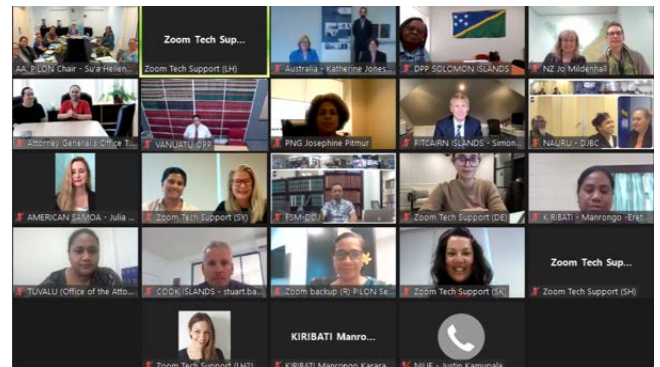 AA, PILON Chair - Su'a Hellen...
Zoom Tech Sup...
Zoom Tech Support (LH)
Australia - Katherine Jones...
DPP SOLOMON ISLANDS
NZ Jo Mildenhall
Attorney General's Office T...
VANUATU OPP
PNG Josephine Pitmur
PITCAIRN ISLANDS - Simon...
NAURU - DJBC
AMERICAN SAMOA - Julia ...
Zoom Tech Support (SY)
FSM-DOJ
Zoom Tech Support (DE)
KIRIBATI - Manrongo -Eret...
TUVALU (Office of the Atto...
COOK ISLANDS - stuart.ba...
Zoom backup (R) PILON Se...
Zoom Tech Support (SK)
Zoom Tech Sup...
Zoom Tech Support (SH)
Zoom Tech Support (LH2)
KIRIBATI Manro...
KIRIBATI Manrongo Karara...
NIUE - Justin Kamupala